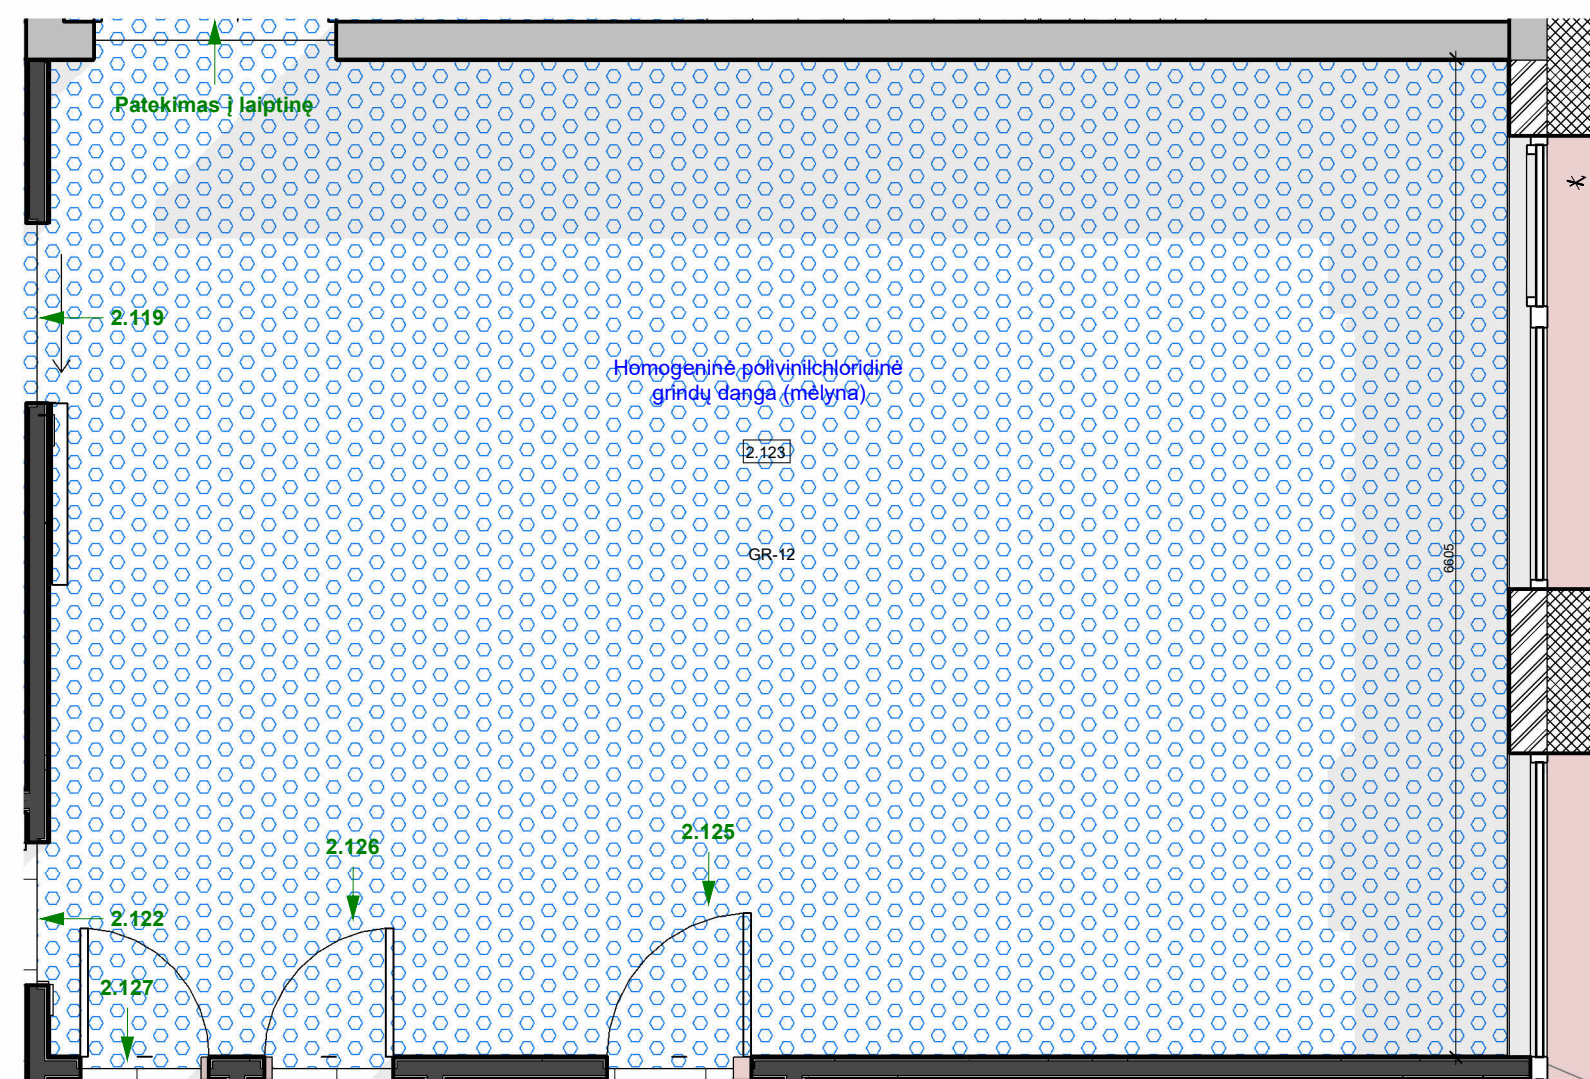 Patekimas į laiptinę
2.119
Homogeninė polivinilchloridinė
grindų danga (mėlyna)
2.123
GR-12
6605
2.125
2.126
2.122
2.127